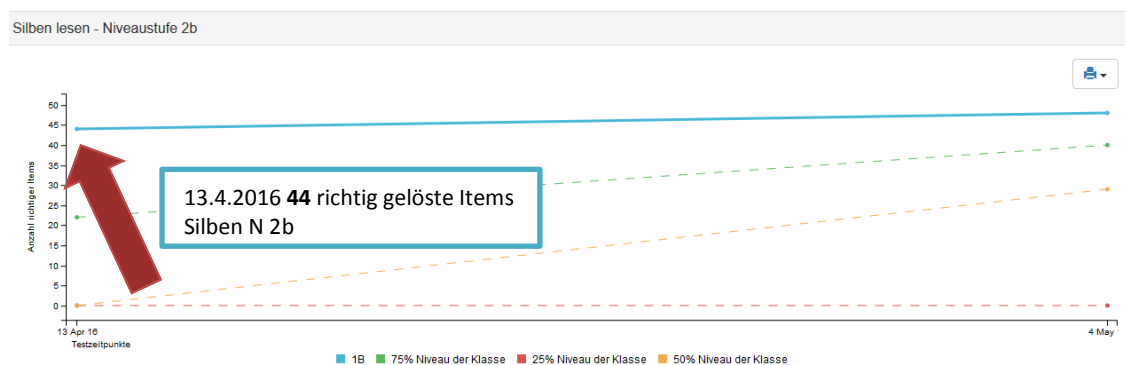 Silben lesen - Niveaustufe 2b
50
45
40
35
30
25
20
15
10
5
0
Anzahl richtiger Items
13.4.2016 44 richtig gelöste Items
Silben N 2b
13 Apr 16
4 May
Testzeitpunkte
1B 75% Niveau der Klasse 25% Niveau der Klasse 50% Niveau der Klasse